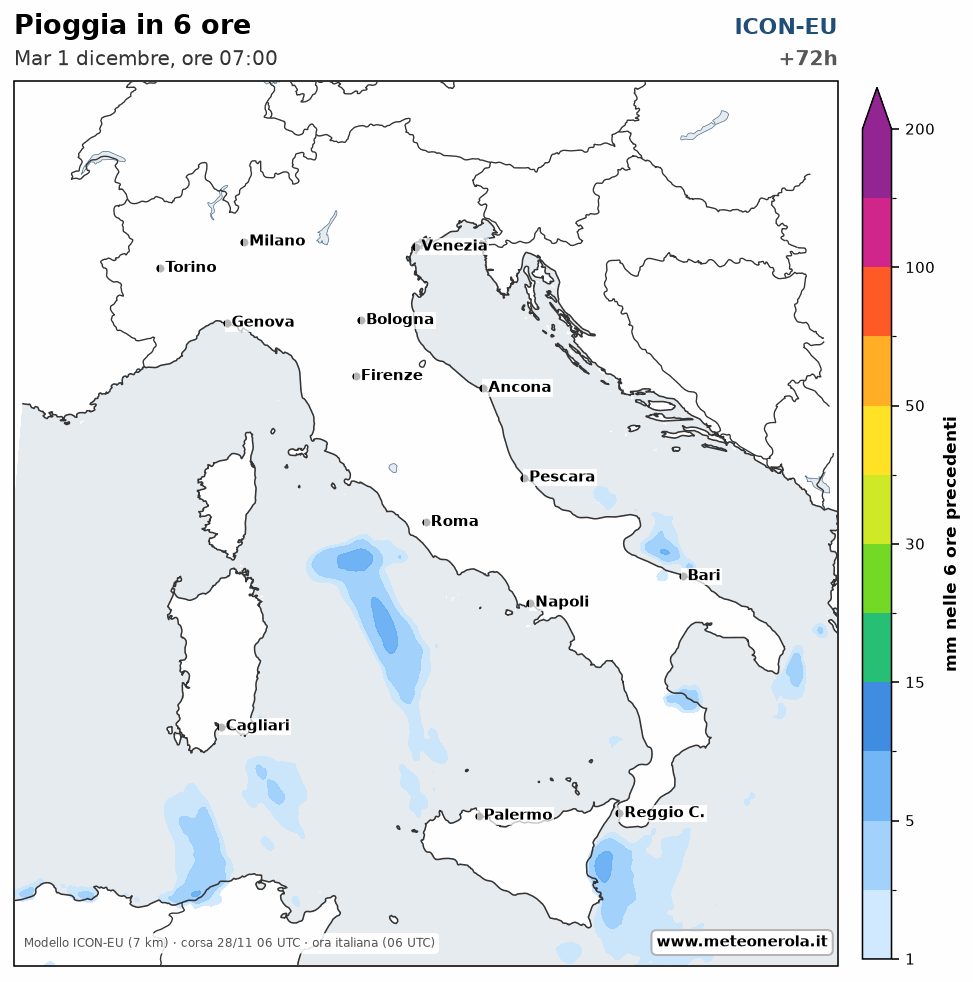 Pioggia in 6 ore
ICON-EU
Mar 1 dicembre, ore 07:00
+72h
200
100
50
30
15
5
1
mm nelle 6 ore precedenti
Milano
Venezia
Torino
Genova
Bologna
Firenze
Ancona
Pescara
Roma
Bari
Napoli
Cagliari
Palermo
Reggio C.
Modello ICON-EU (7 km) · corsa 28/11 06 UTC · ora italiana (06 UTC)
www.meteonerola.it